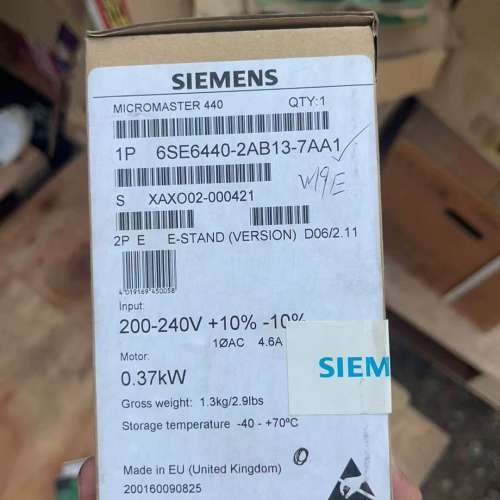 SIEMENS
MICROMASTER 440 QTY:1
1P 6SE6440-2AB13-7AA1
S XAXO02-000421
2P E E-STAND (VERSION) D06/2.11
4019169450058
Input:
200-240V +10% -10%
1ØAC 4.6A
SIEM
Motor:
0.37kW
Gross weight: 1.3kg/2.9lbs
Storage temperature -40 - +70°C
Made in EU (United Kingdom)
200160090825